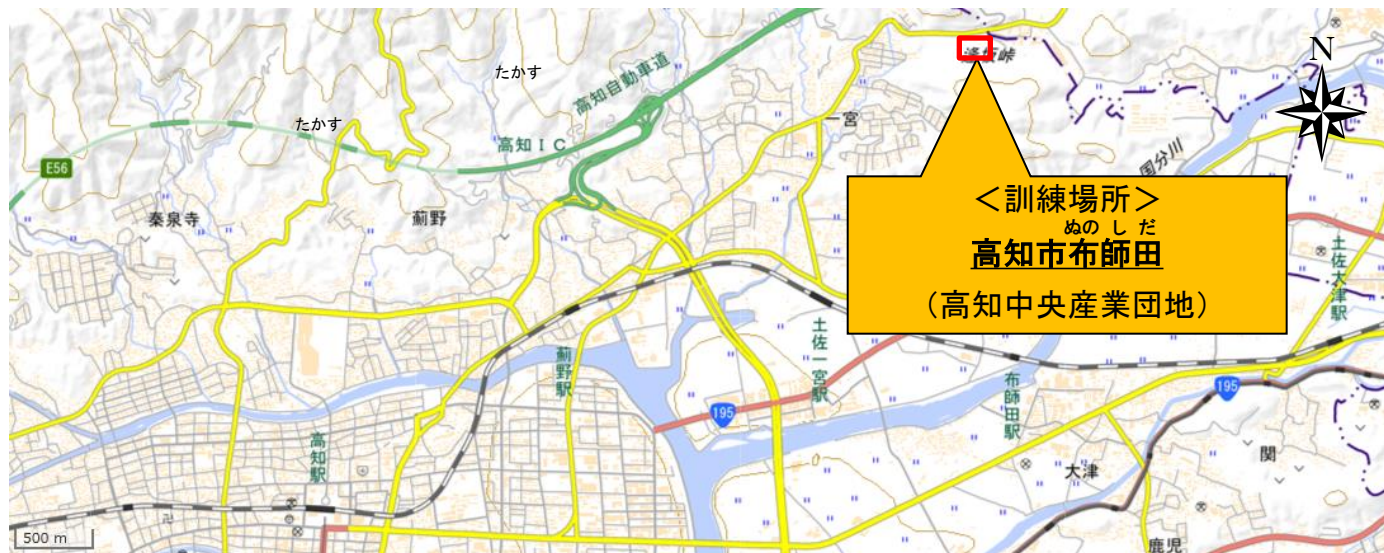 たかす
高知自動車道
逢坂峠
N
たかす
高知IC
一宮
国分川
E56
秦泉寺
薊野
＜訓練場所＞
ぬのしだ
高知市布師田
（高知中央産業団地）
土佐大津駅
薊野駅
土佐一宮駅
195
布師田駅
195
高知駅
大津
関
500 m
鹿児